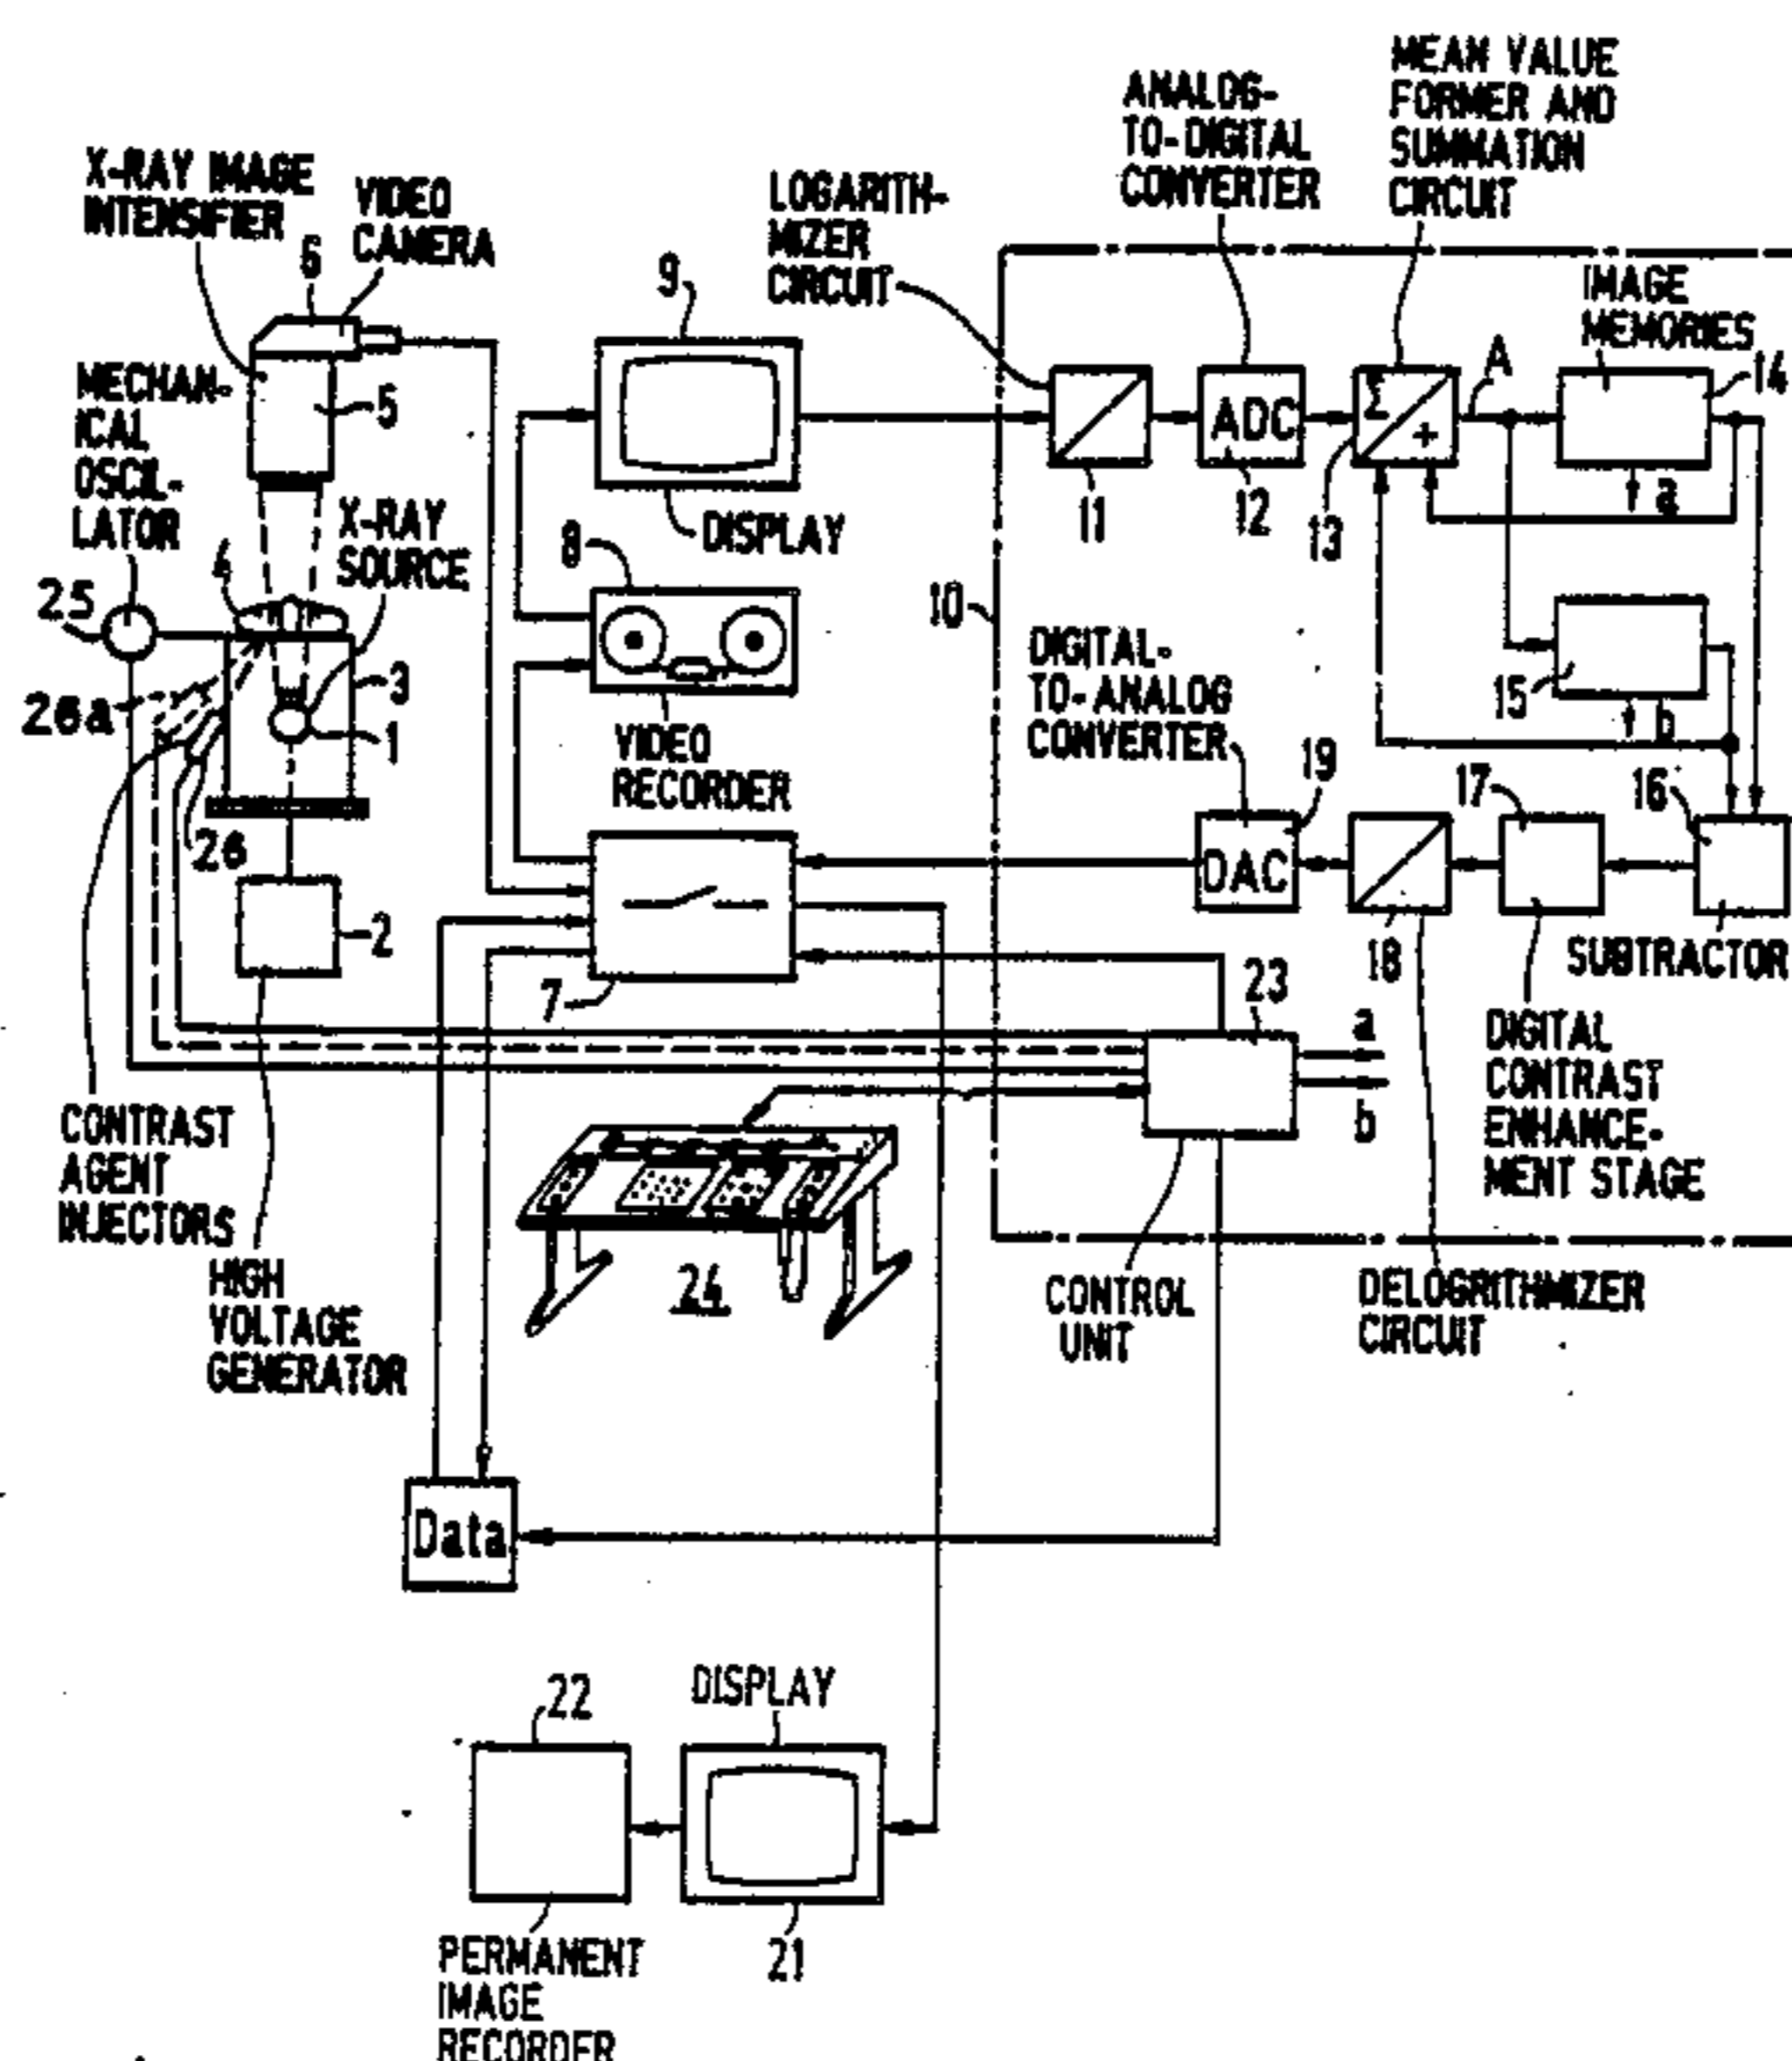 MEAN VALUE
FORMER AND
SUMMATION
CIRCUIT
ANALOG-
TO-DIGITAL
CONVERTER
X-RAY IMAGE
INTENSIFIER
VIDEO
CAMERA
6
LOGARITH-
MIZER
CIRCUIT
9
IMAGE
MEMORIES
A
14
MECHAN-
ICAL
OSCIL-
LATOR
5
ADC
Σ
+
11
12
13
a
X-RAY
SOURCE
DISPLAY
8
4
25
10
3
26a
1
DIGITAL-
TO-ANALOG
CONVERTER
15
b
VIDEO
RECORDER
19
17
16
26
DAC
2
18
SUBTRACTOR
7
23
a
b
DIGITAL
CONTRAST
ENHANCE-
MENT STAGE
CONTRAST
AGENT
INJECTORS
HIGH
VOLTAGE
GENERATOR
24
CONTROL
UNIT
DELOGRITHMIZER
CIRCUIT
Data
22
DISPLAY
21
PERMANENT
IMAGE
RECORDER